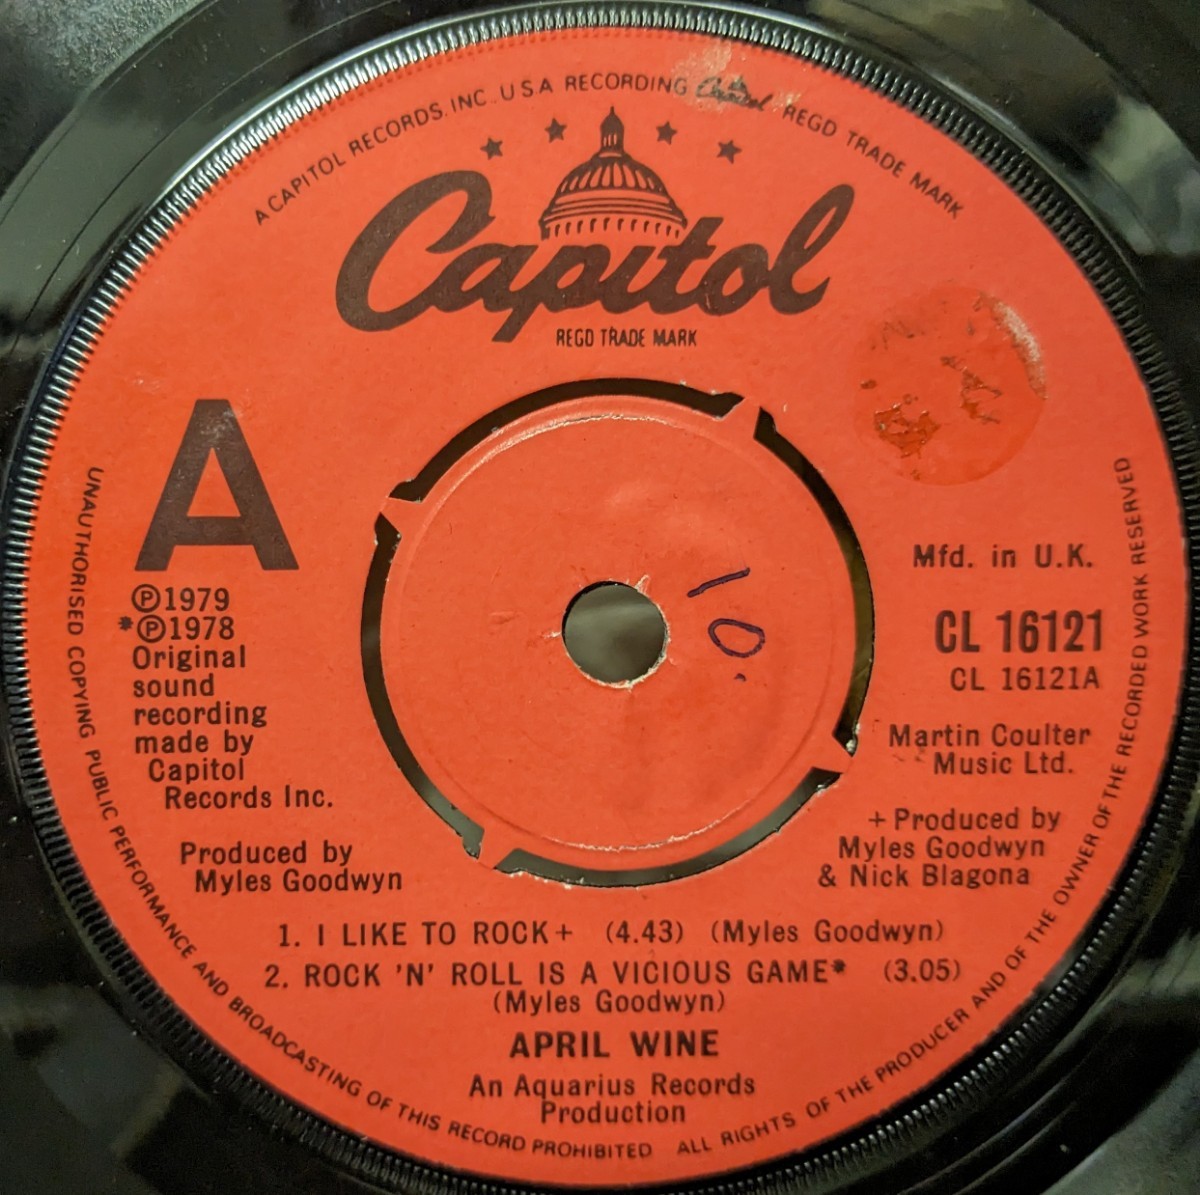 A CAPITOL RECORDS. INC. U.S.A RECORDING Capitol REGD TRADE MARK
Capitol
REGD TRADE MARK
A
Ⓟ1979
*Ⓟ1978
Original
sound
recording
made by
Capitol
Records Inc.
Produced by
Myles Goodwyn
10.
Mfd. in U.K.
CL 16121
CL 16121A
Martin Coulter
Music Ltd.
+Produced by
Myles Goodwyn
& Nick Blagona
1. I LIKE TO ROCK+ (4.43) (Myles Goodwyn)
2. ROCK 'N' ROLL IS A VICIOUS GAME* (3.05)
(Myles Goodwyn)
APRIL WINE
An Aquarius Records
Production
UNAUTHORISED COPYING PUBLIC PERFORMANCE AND BROADCASTING OF THIS RECORD PROHIBITED ALL RIGHTS OF THE PRODUCER AND OF THE OWNER OF THE RECORDED WORK RESERVED